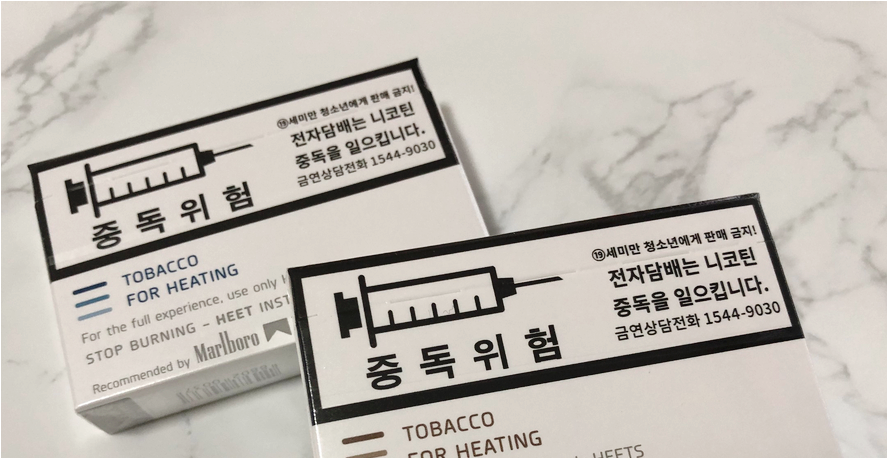 ⑲세미만 청소년에게 판매 금지!
전자담배는 니코틴
중독을 일으킵니다.
금연상담전화 1544-9030
중독위험
TOBACCO
FOR HEATING
For the full experience, use only
STOP BURNING – HEET INST
Recommended by Marlboro
⑲세미만 청소년에게 판매 금지!
전자담배는 니코틴
중독을 일으킵니다.
금연상담전화 1544-9030
중독위험
TOBACCO
FOR HEATING
HEETS